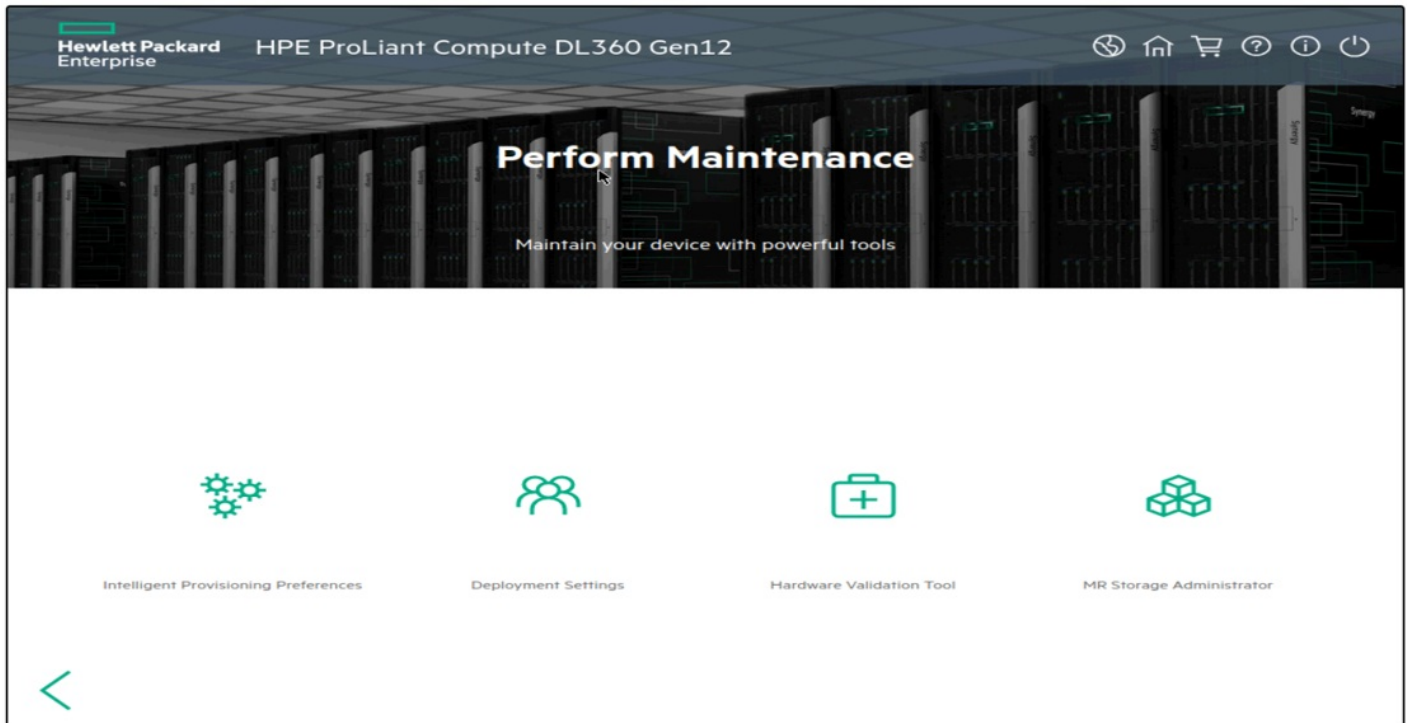 Hewlett Packard
Enterprise
HPE ProLiant Compute DL360 Gen12
Synergy
Perform Maintenance
Maintain your device with powerful tools
Intelligent Provisioning Preferences
Deployment Settings
Hardware Validation Tool
MR Storage Administrator